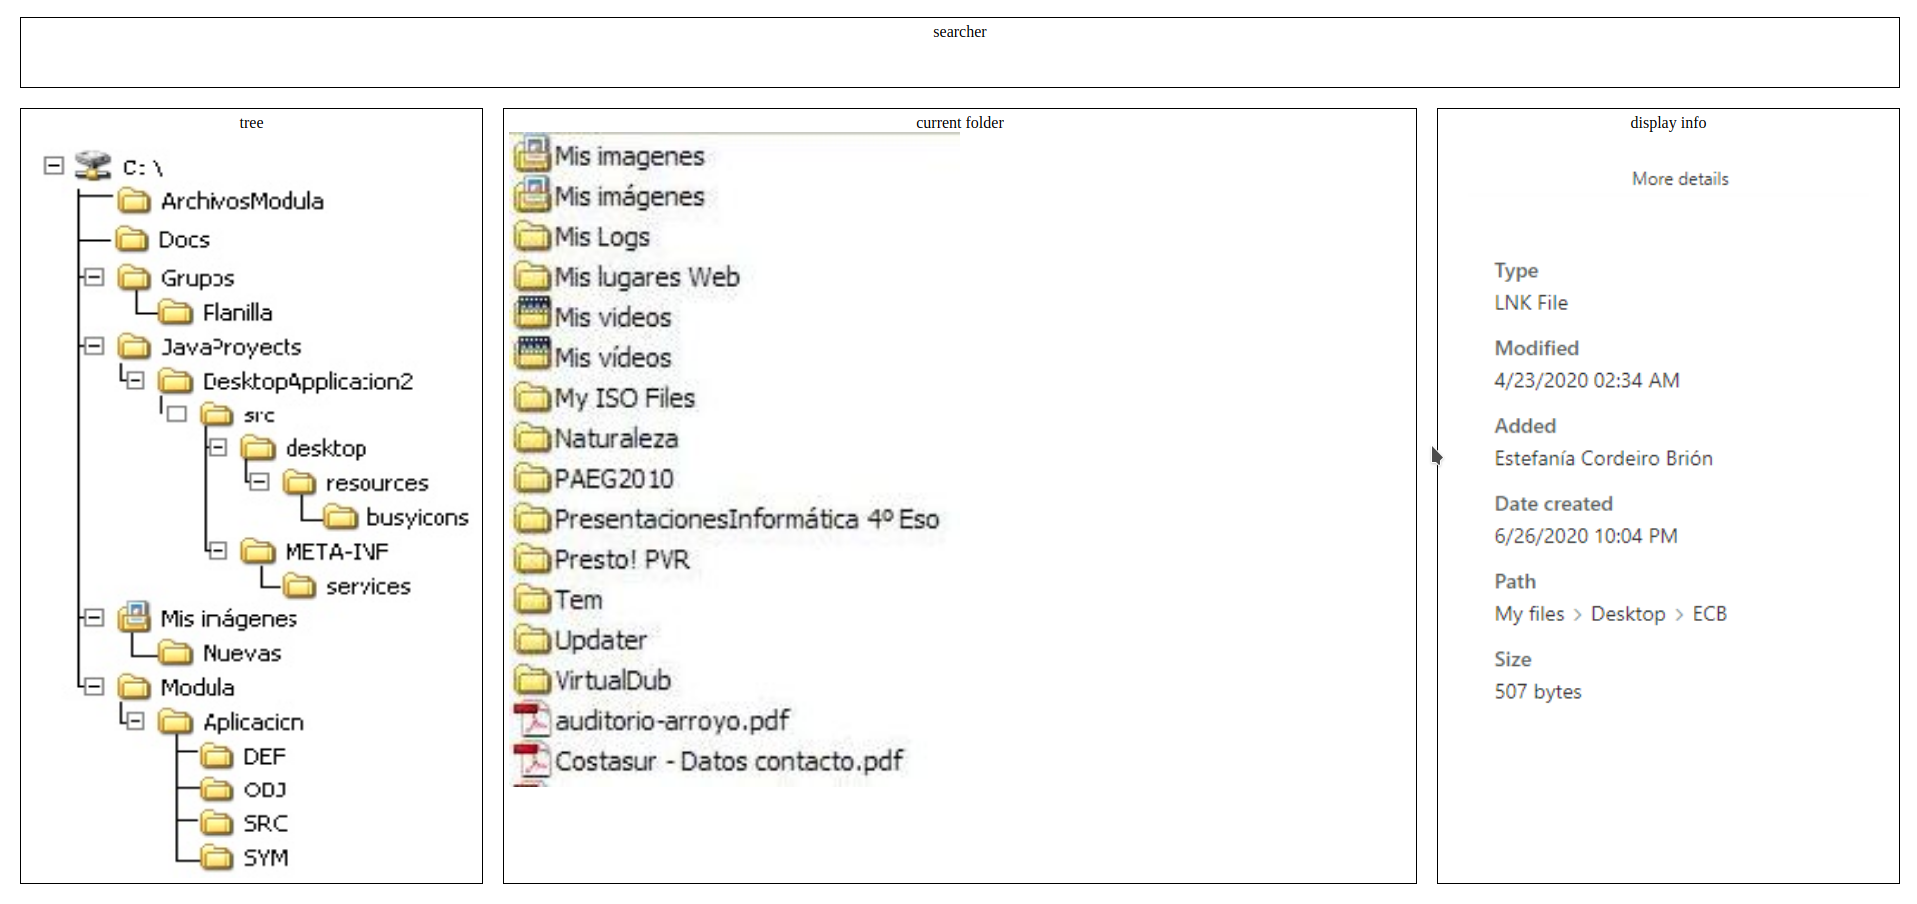 searcher
tree
C:\
ArchivosModula
Docs
Grupos
Flanilla
JavaProyects
DesktopApplication2
src
desktop
resources
busyicons
META-INF
services
Mis inágenes
Nuevas
Modula
Aplicacicn
DEF
OBJ
SRC
SYM
current folder
Mis imagenes
Mis imágenes
Mis Logs
Mis lugares Web
Mis videos
Mis vídeos
My ISO Files
Naturaleza
PAEG2010
PresentacionesInformática 4º Eso
Presto! PVR
Tem
Updater
VirtualDub
auditorio-arroyo.pdf
Costasur - Datos contacto.pdf
display info
More details
Type
LNK File
Modified
4/23/2020 02:34 AM
Added
Estefanía Cordeiro Brión
Date created
6/26/2020 10:04 PM
Path
My files > Desktop > ECB
Size
507 bytes